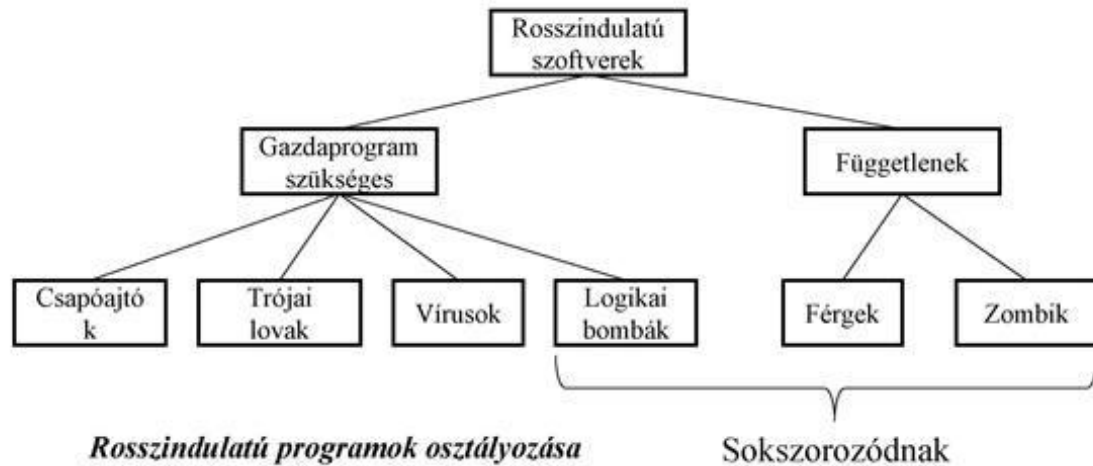 Rosszindulatú
szoftverek
Gazdaprogram
szükséges
Függetlenek
Csapóajtó
k
Trójai
lovak
Vírusok
Logikai
bombák
Férgek
Zombik
Rosszindulatú programok osztályozása
Sokszorozódnak